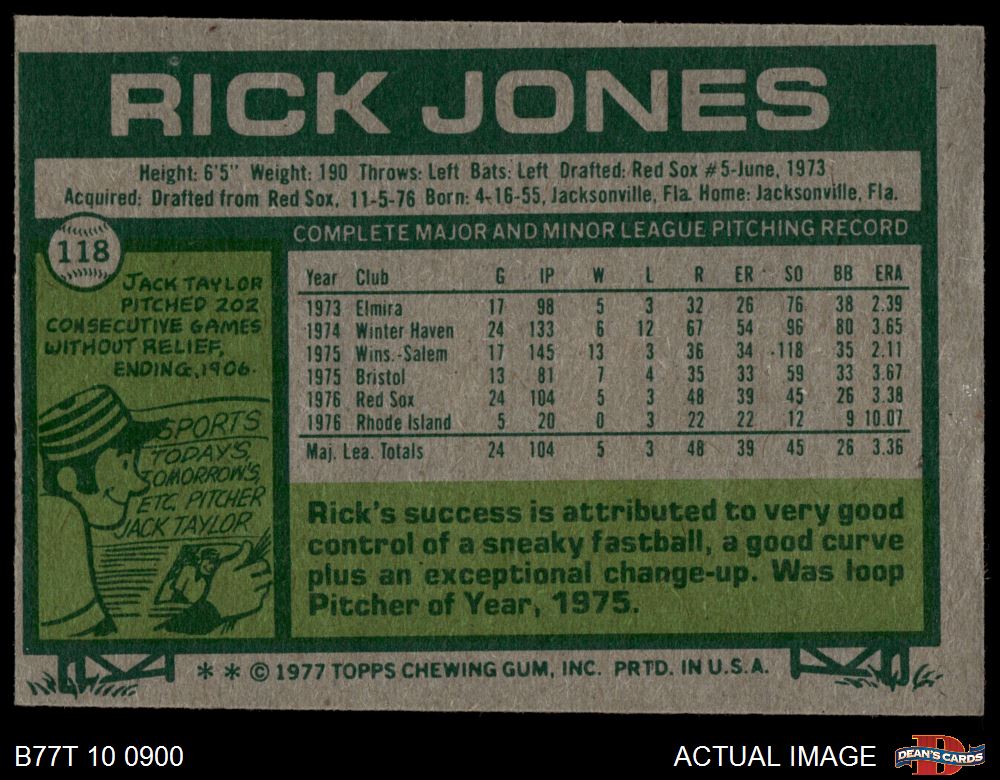 RICK JONES
Height: 6'5" Weight: 190 Throws: Left Bats: Left Drafted: Red Sox #5-June, 1973
Acquired: Drafted from Red Sox, 11-5-76 Born: 4-16-55, Jacksonville, Fla. Home: Jacksonville, Fla.
118
JACK TAYLOR
PITCHED 202
CONSECUTIVE GAMES
WITHOUT RELIEF,
ENDING, 1906.
SPORTS
TODAY'S,
TOMORROW'S,
ETC. PITCHER
JACK TAYLOR
COMPLETE MAJOR AND MINOR LEAGUE PITCHING RECORD
Year Club G IP W L R ER SO BB ERA
1973 Elmira 17 98 5 3 32 26 76 38 2.39
1974 Winter Haven 24 133 6 12 67 54 96 80 3.65
1975 Wins.-Salem 17 145 13 3 36 34 118 35 2.11
1975 Bristol 13 81 7 4 35 33 59 33 3.67
1976 Red Sox 24 104 5 3 48 39 45 26 3.38
1976 Rhode Island 5 20 0 3 22 22 12 9 10.07
Maj. Lea. Totals 24 104 5 3 48 39 45 26 3.36
Rick's success is attributed to very good
control of a sneaky fastball, a good curve
plus an exceptional change-up. Was loop
Pitcher of Year, 1975.
** © 1977 TOPPS CHEWING GUM, INC. PRTD. IN U.S.A.
B77T 10 0900
ACTUAL IMAGE
DEAN'S CARDS